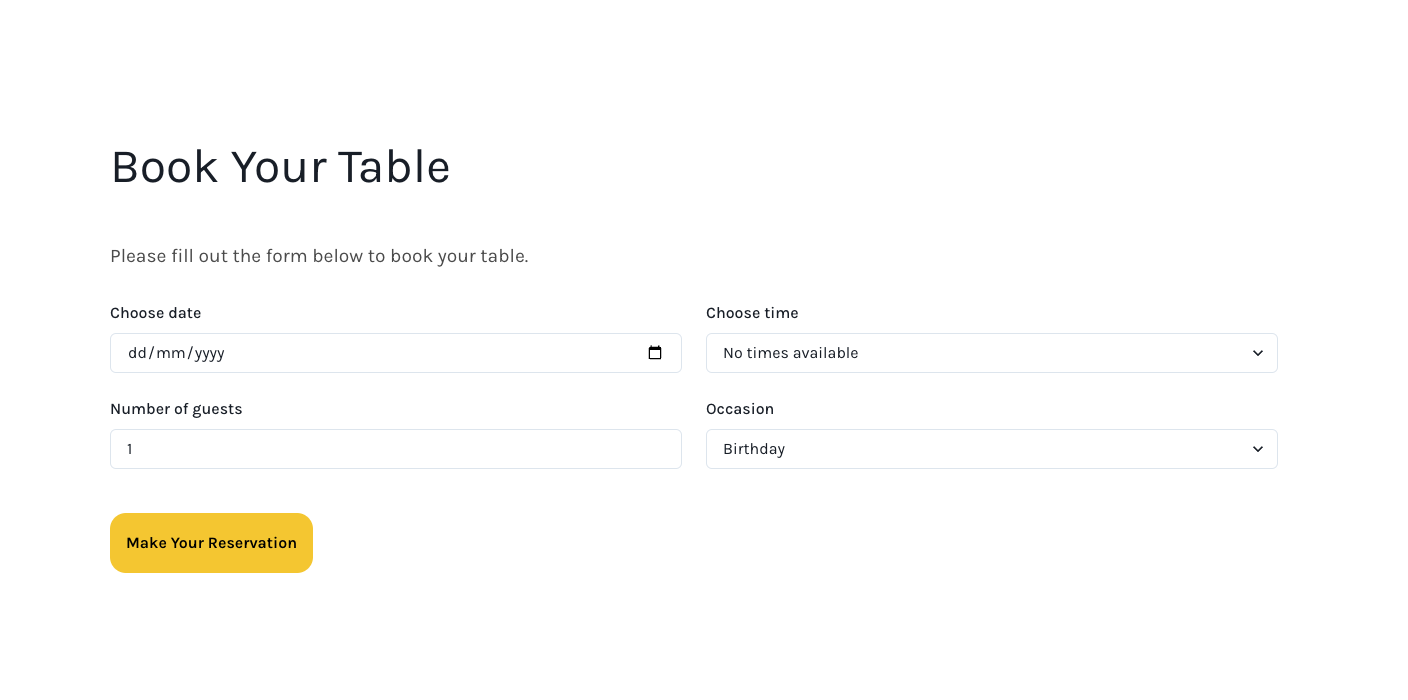 Book Your Table
Please fill out the form below to book your table.
Choose date
Choose time
dd/mm/yyyy
No times available
Number of guests
Occasion
1
Birthday
Make Your Reservation